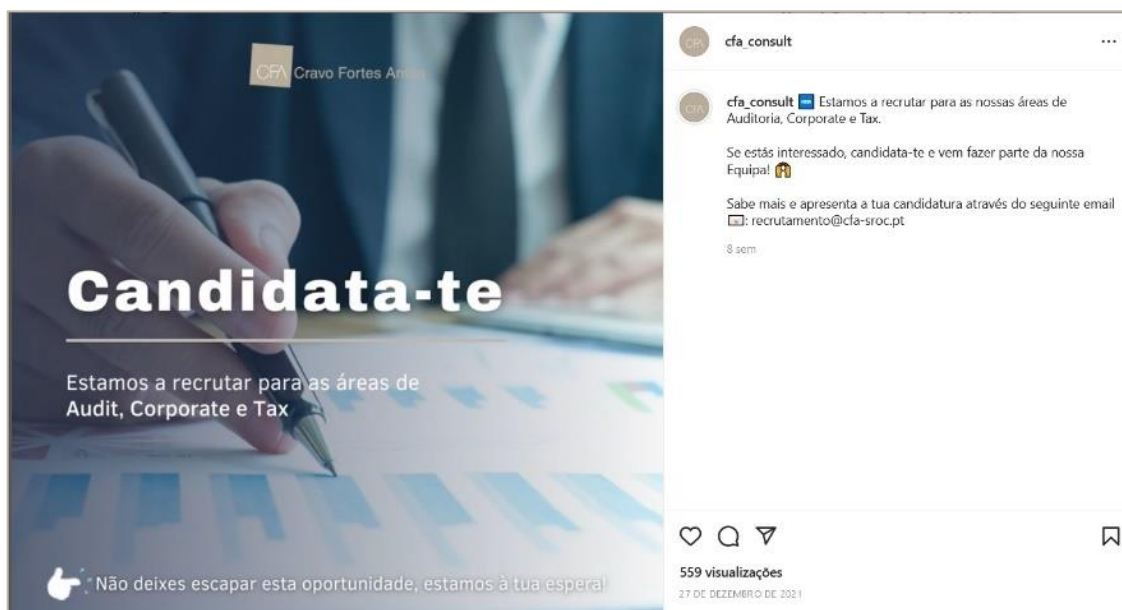 CFA Cravo Fortes Antão
Candidata-te
Estamos a recrutar para as áreas de
Audit, Corporate e Tax
Não deixes escapar esta oportunidade, estamos à tua espera!
CFA cfa_consult
CFA cfa_consult Estamos a recrutar para as nossas áreas de
Auditoria, Corporate e Tax.
Se estás interessado, candidata-te e vem fazer parte da nossa
Equipa!
Sabe mais e apresenta a tua candidatura através do seguinte email
: recrutamento@cfa-sroc.pt
8 sem
559 visualizações
27 DE DEZEMBRO DE 2021